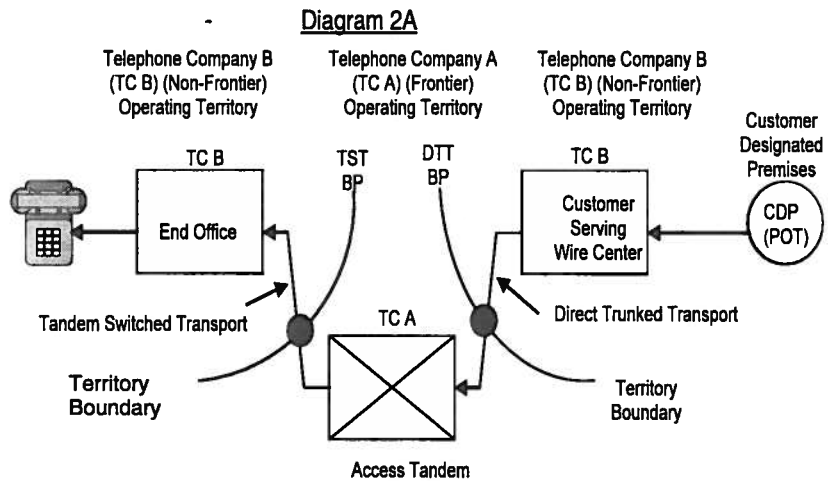 Diagram 2A
Telephone Company B
(TC B) (Non-Frontier)
Operating Territory
Telephone Company A
(TC A) (Frontier)
Operating Territory
Telephone Company B
(TC B) (Non-Frontier)
Operating Territory
Customer
Designated
Premises
TC B
TST
BP
DTT
BP
TC B
End Office
Customer
Serving
Wire Center
CDP
(POT)
Tandem Switched Transport
TC A
Direct Trunked Transport
Territory
Boundary
Territory
Boundary
Access Tandem